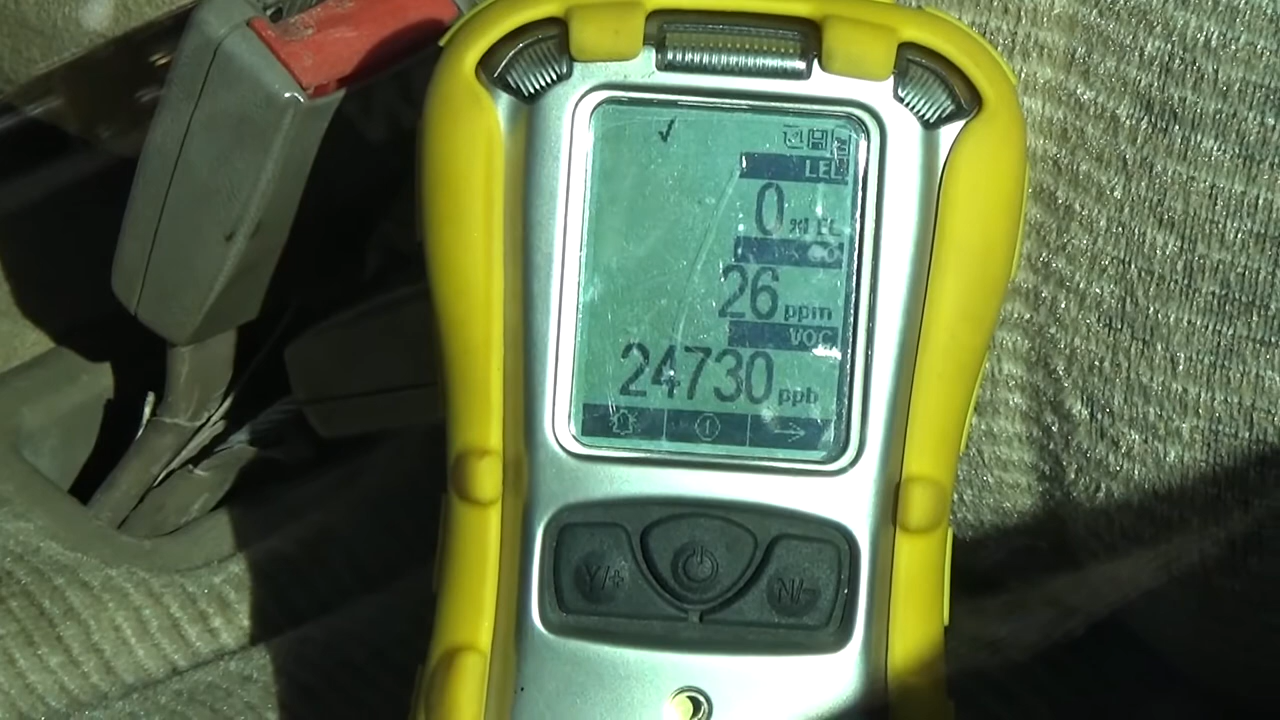 LEL
0 %LEL
CO
26 ppm
VOC
24730 ppb
Y/+
N/-